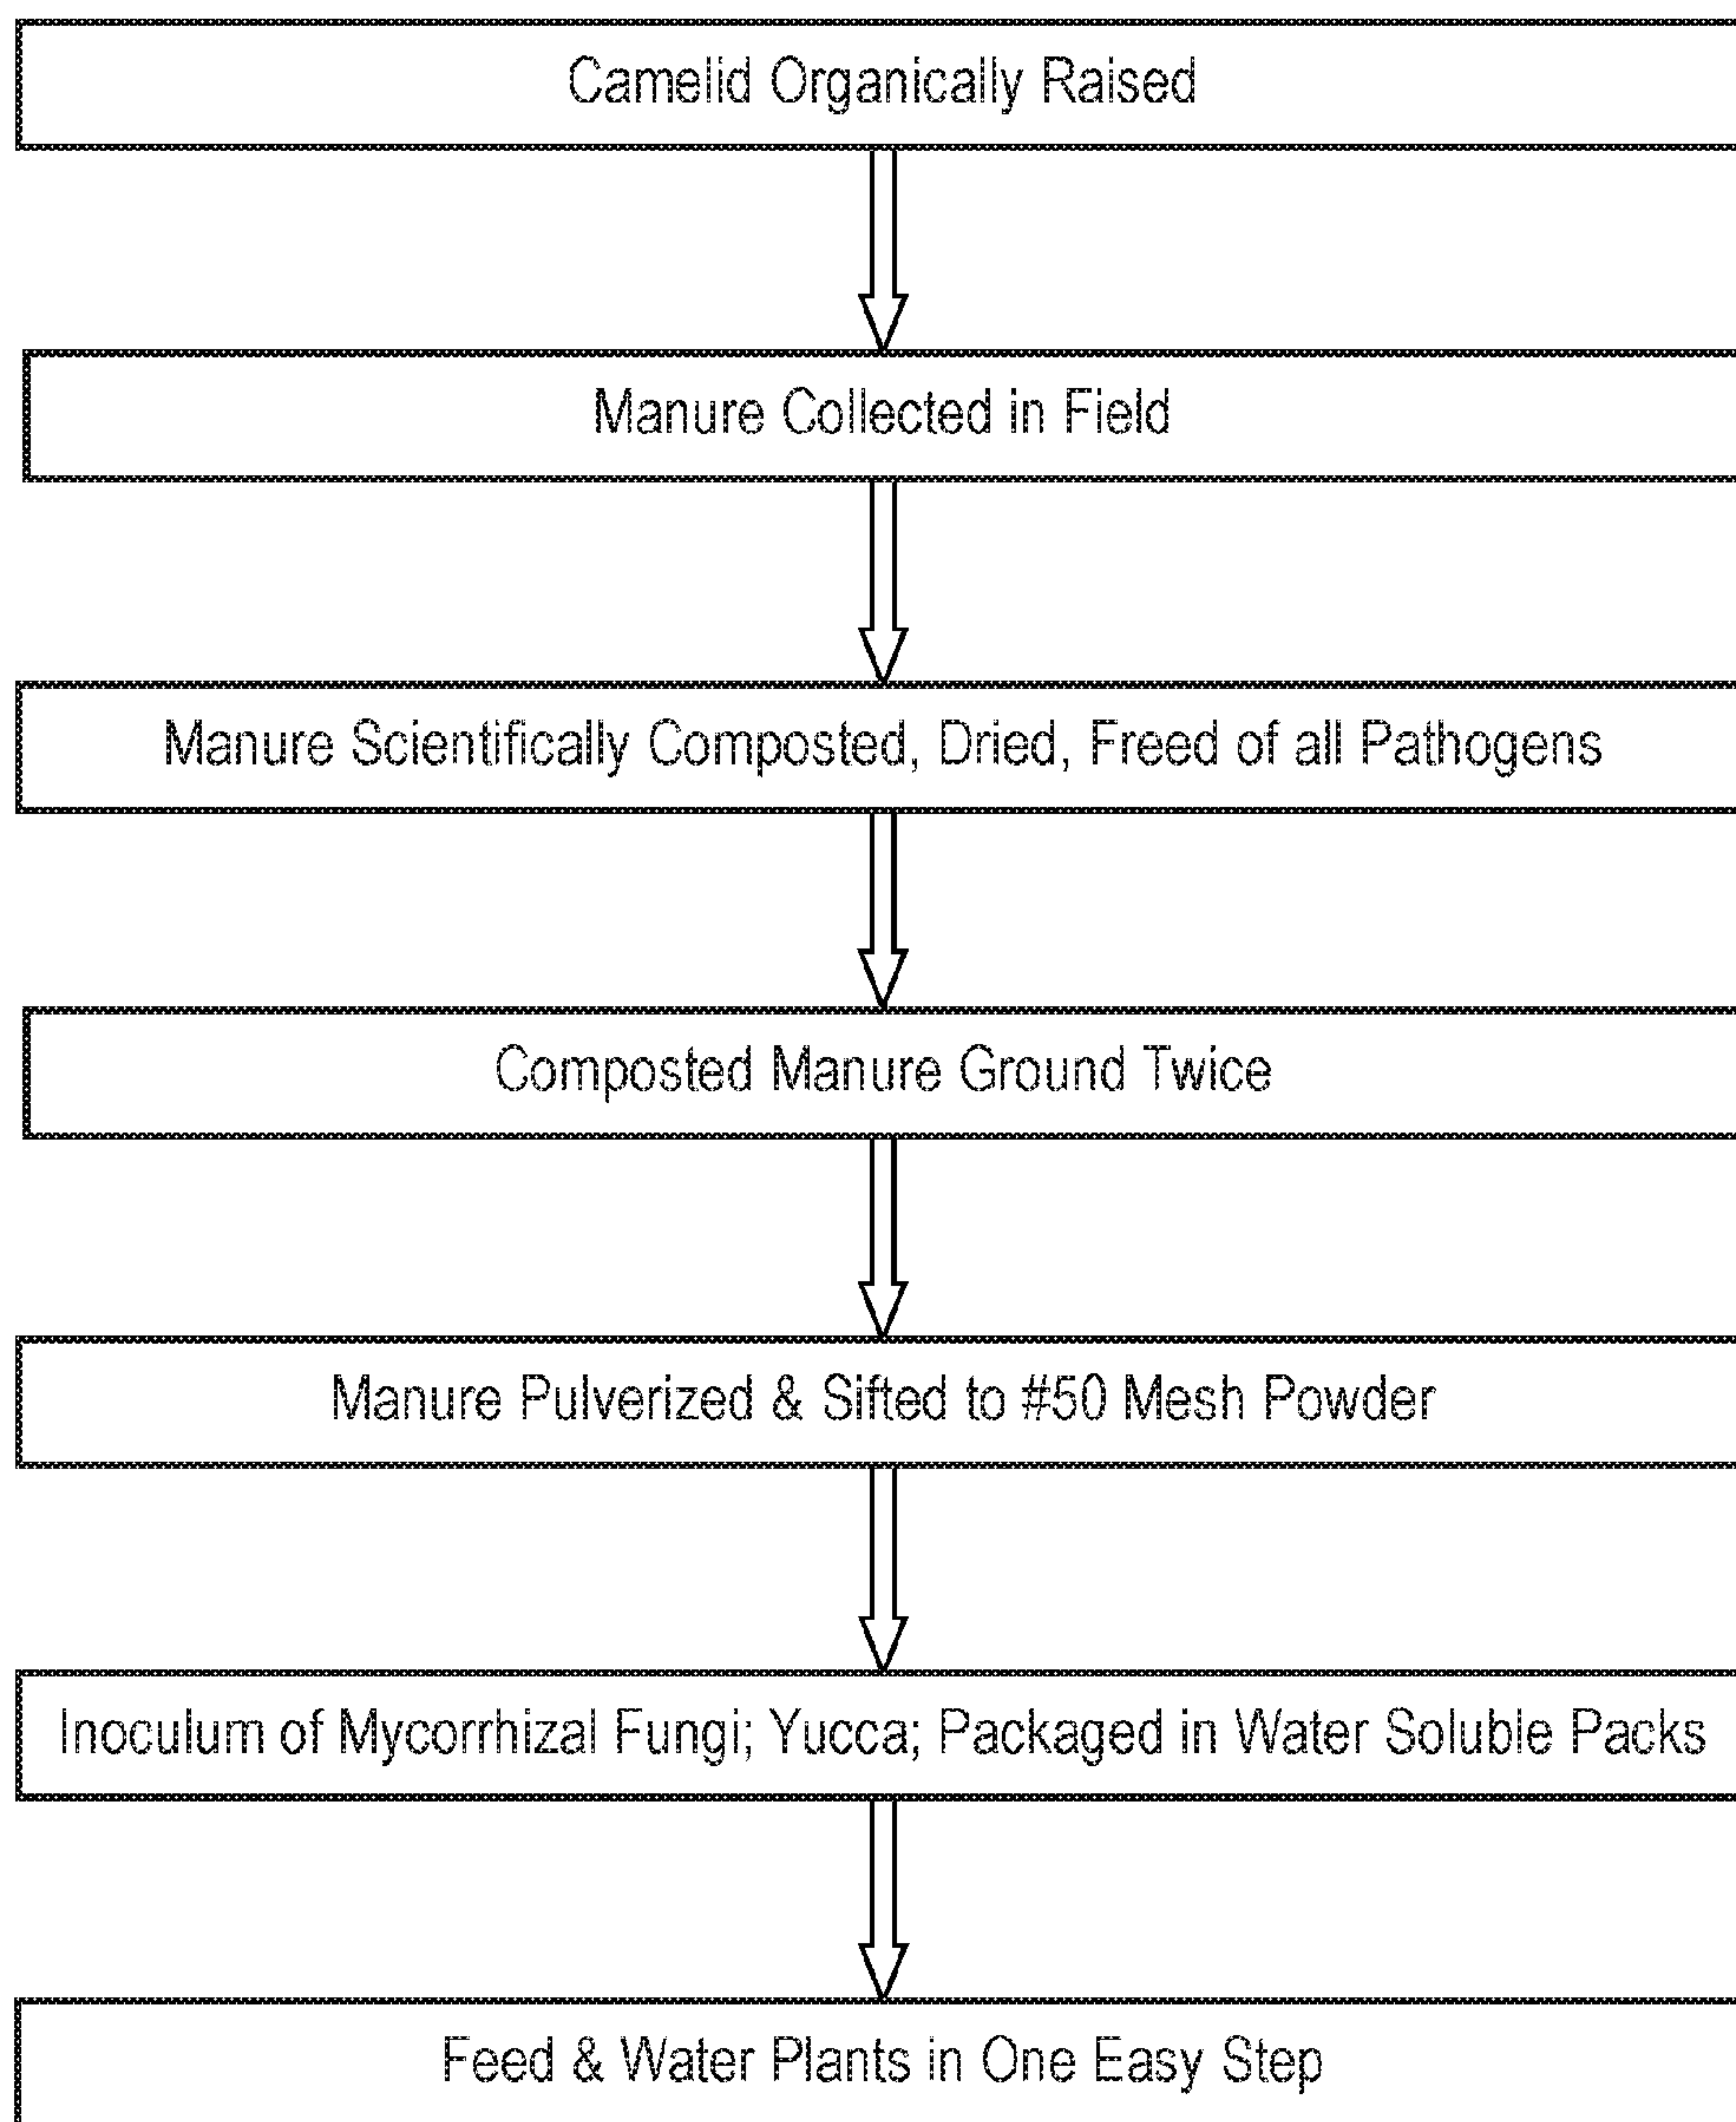 Camelid Organically Raised
Manure Collected in Field
Manure Scientifically Composted, Dried, Freed of all Pathogens
Composted Manure Ground Twice
Manure Pulverized & Sifted to #50 Mesh Powder
Inoculum of Mycorrhizal Fungi; Yucca; Packaged in Water Soluble Packs
Feed & Water Plants in One Easy Step